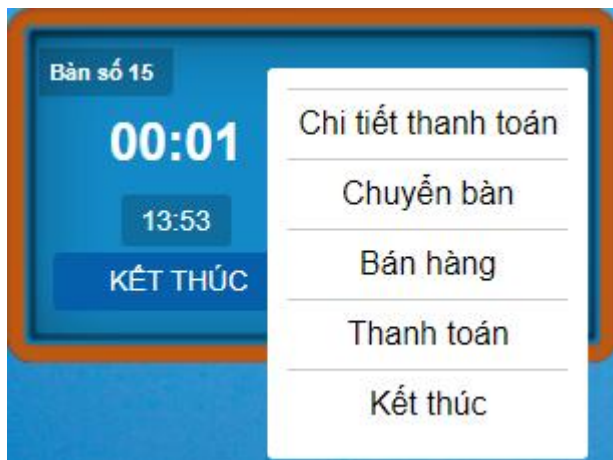 Bàn số 15
00:01
13:53
KẾT THÚC
Chi tiết thanh toán
Chuyển bàn
Bán hàng
Thanh toán
Kết thúc